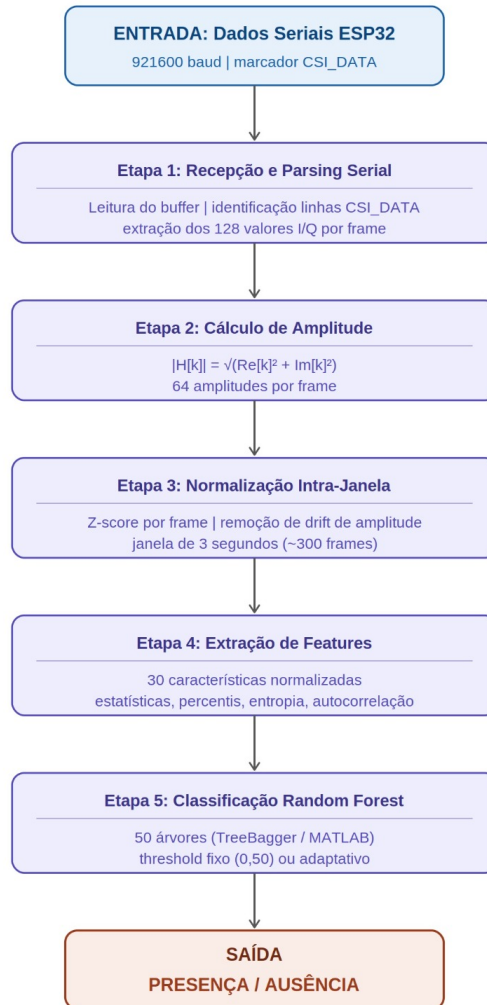 ENTRADA: Dados Seriais ESP32
921600 baud | marcador CSI_DATA
Etapa 1: Recepção e Parsing Serial
Leitura do buffer | identificação linhas CSI_DATA
extração dos 128 valores I/Q por frame
Etapa 2: Cálculo de Amplitude
|H[k]| = √(Re[k]² + Im[k]²)
64 amplitudes por frame
Etapa 3: Normalização Intra-Janela
Z-score por frame | remoção de drift de amplitude
janela de 3 segundos (~300 frames)
Etapa 4: Extração de Features
30 características normalizadas
estatísticas, percentis, entropia, autocorrelação
Etapa 5: Classificação Random Forest
50 árvores (TreeBagger / MATLAB)
threshold fixo (0,50) ou adaptativo
SAÍDA
PRESENÇA / AUSÊNCIA